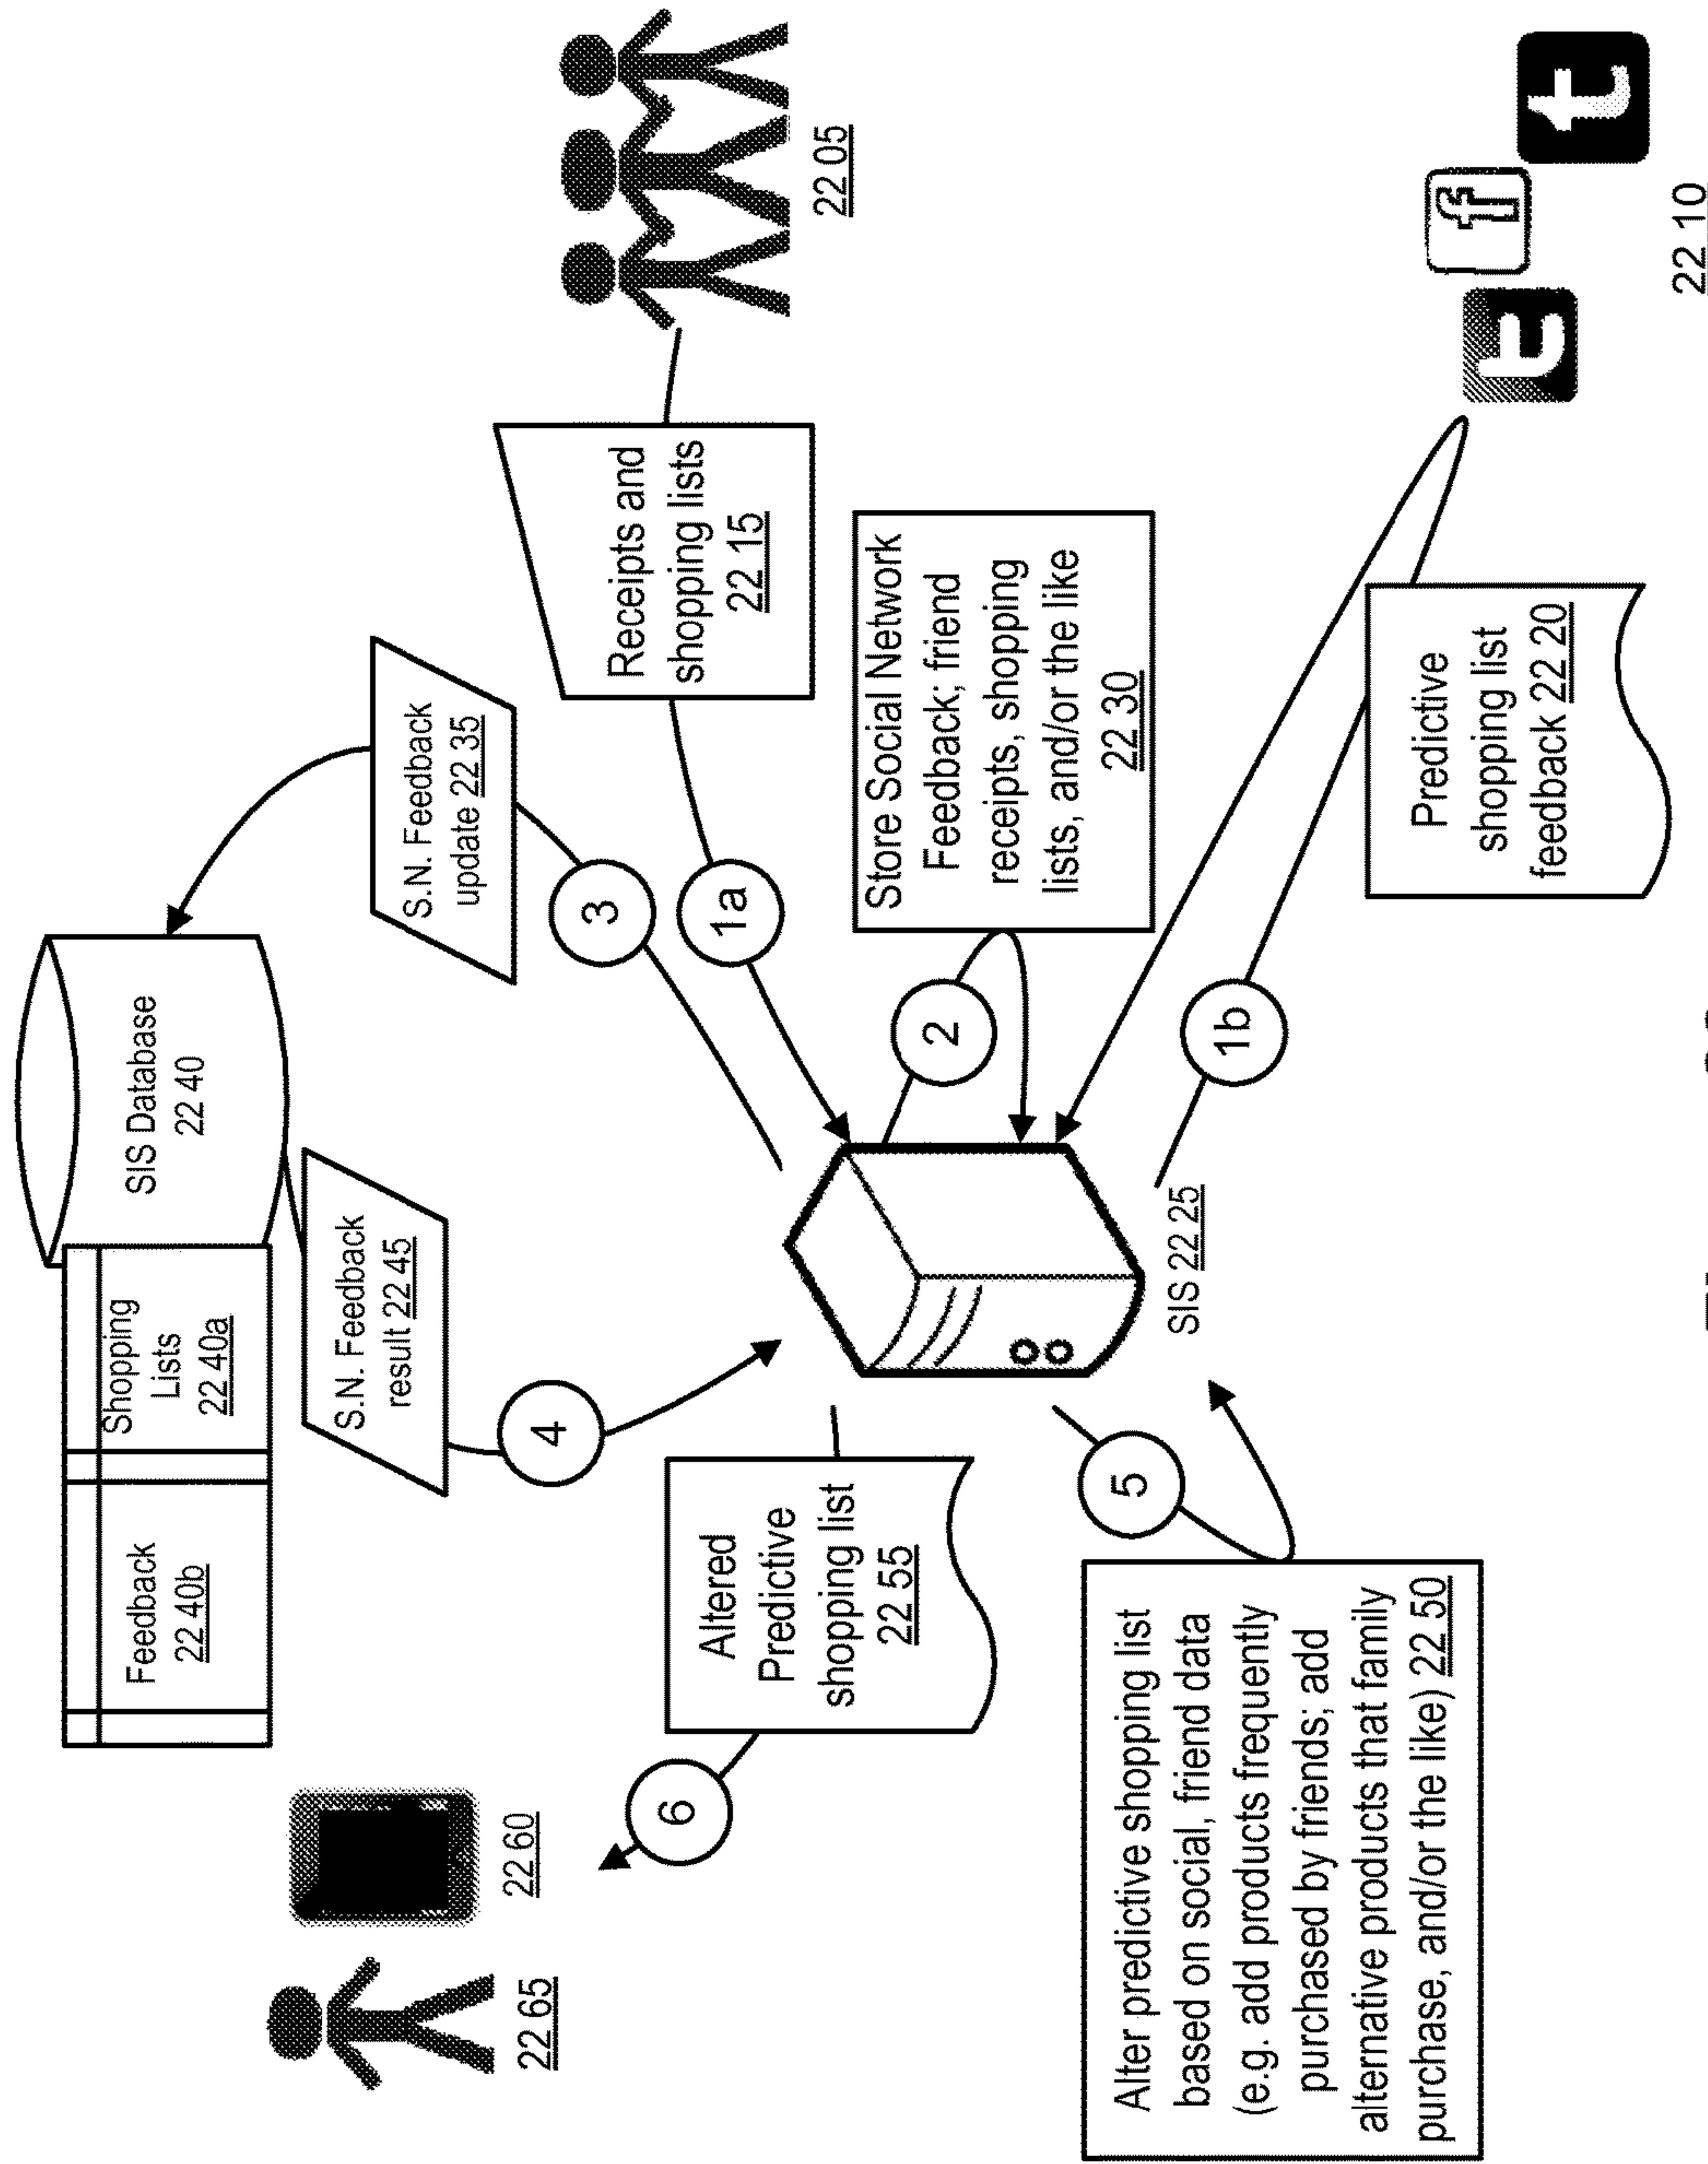 22 65
22 60
Feedback
22 40b
Shopping
Lists
22 40a
SIS Database
22 40
S.N. Feedback
result 22 45
S.N. Feedback
update 22 35
4
3
6
Altered
Predictive
shopping list
22 55
1a
Receipts and
shopping lists
22 15
22 05
2
Store Social Network
Feedback; friend
receipts, shopping
lists, and/or the like
22 30
SIS 22 25
5
Alter predictive shopping list
based on social, friend data
(e.g. add products frequently
purchased by friends; add
alternative products that family
purchase, and/or the like) 22 50
1b
Predictive
shopping list
feedback 22 20
t
f
t
22 10